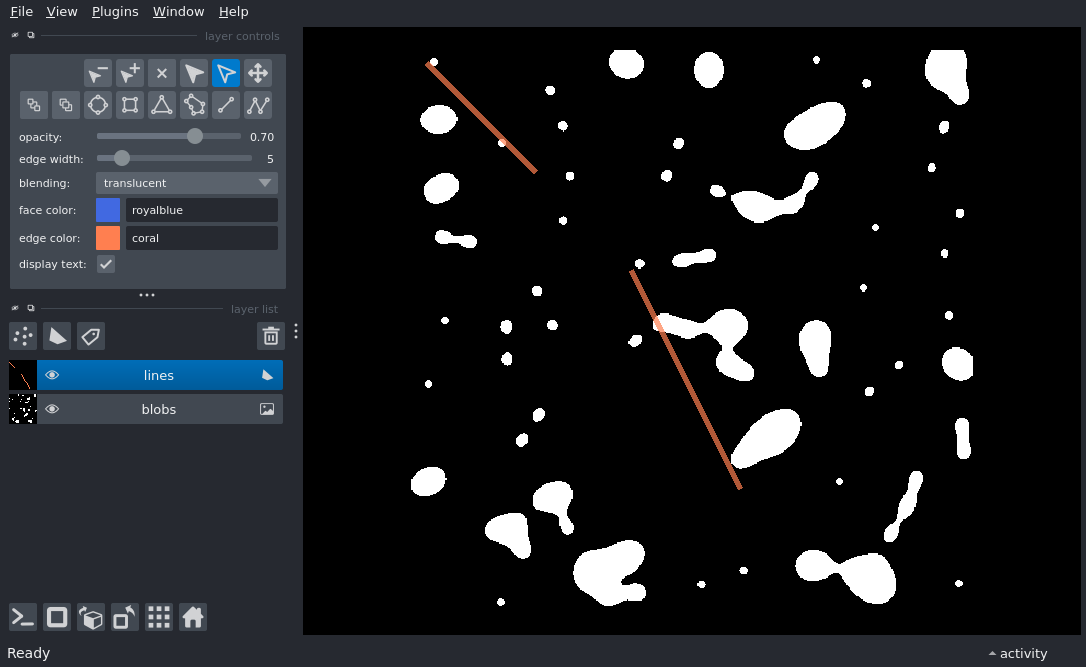 File View Plugins Window Help
layer controls
opacity: 0.70
edge width: 5
blending: translucent
face color: royalblue
edge color: coral
display text:
layer list
lines
blobs
Ready activity